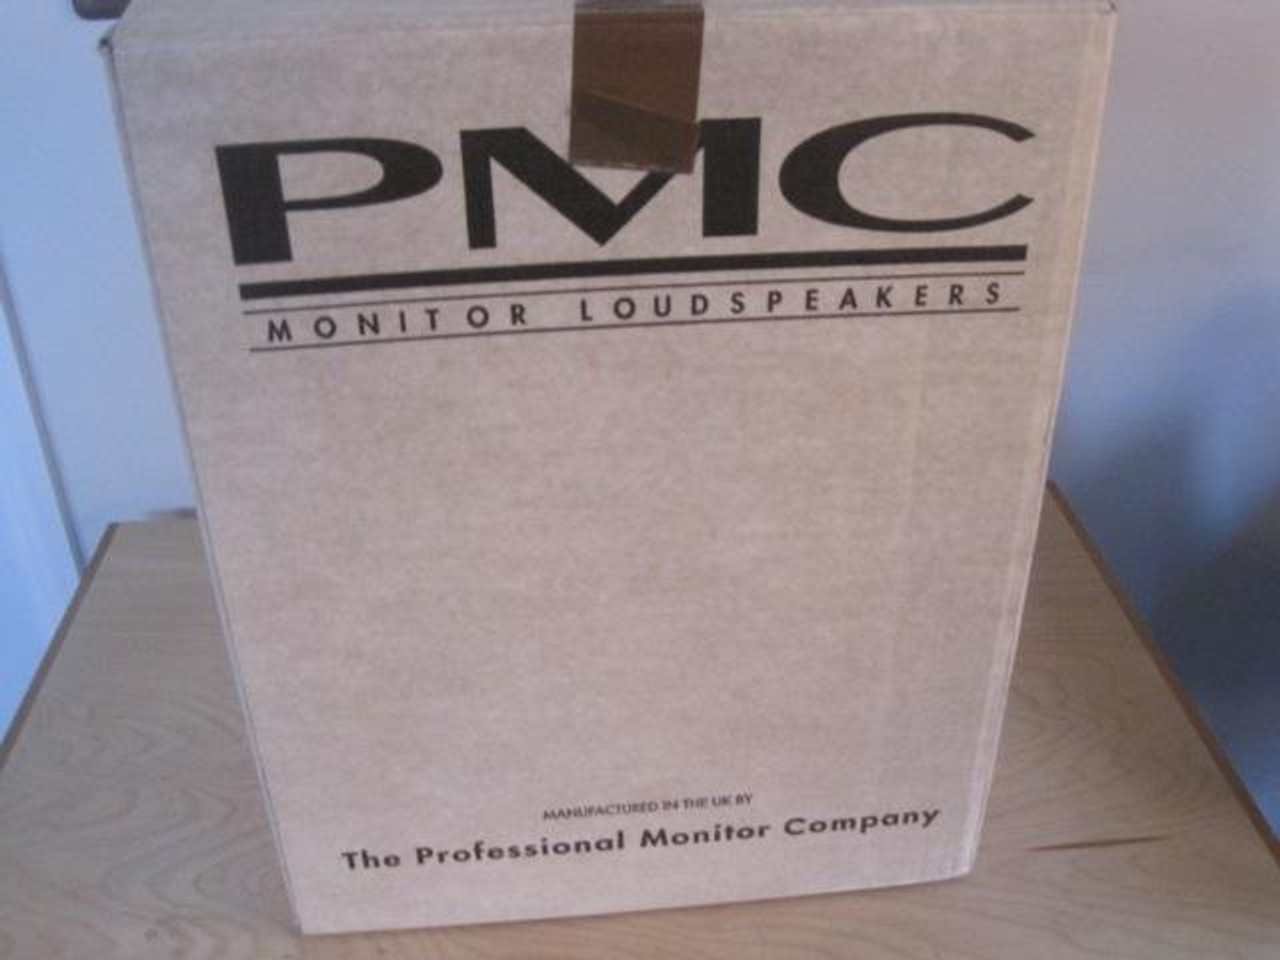 PMC
MONITOR LOUDSPEAKERS
MANUFACTURED IN THE UK BY
The Professional Monitor Company